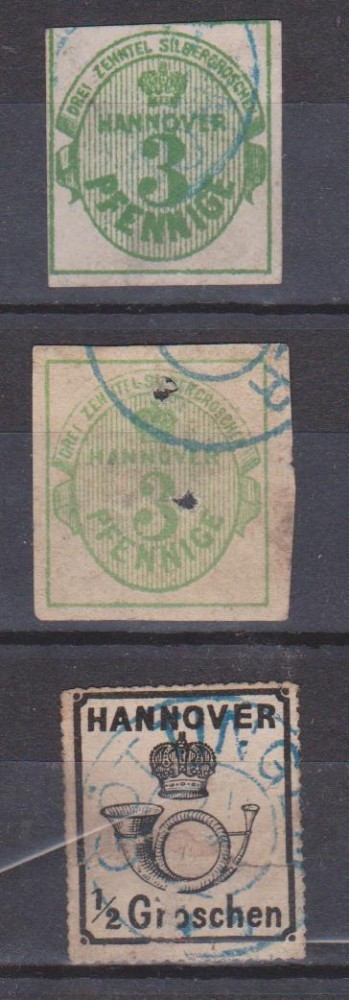 DREI ZEHNTEL SILBERGROSCHEN
HANNOVER
3
PFENNIGE
DREI ZEHNTEL SILBERGROSCHEN
HANNOVER
3
PFENNIGE
HANNOVER
1/2 Groschen